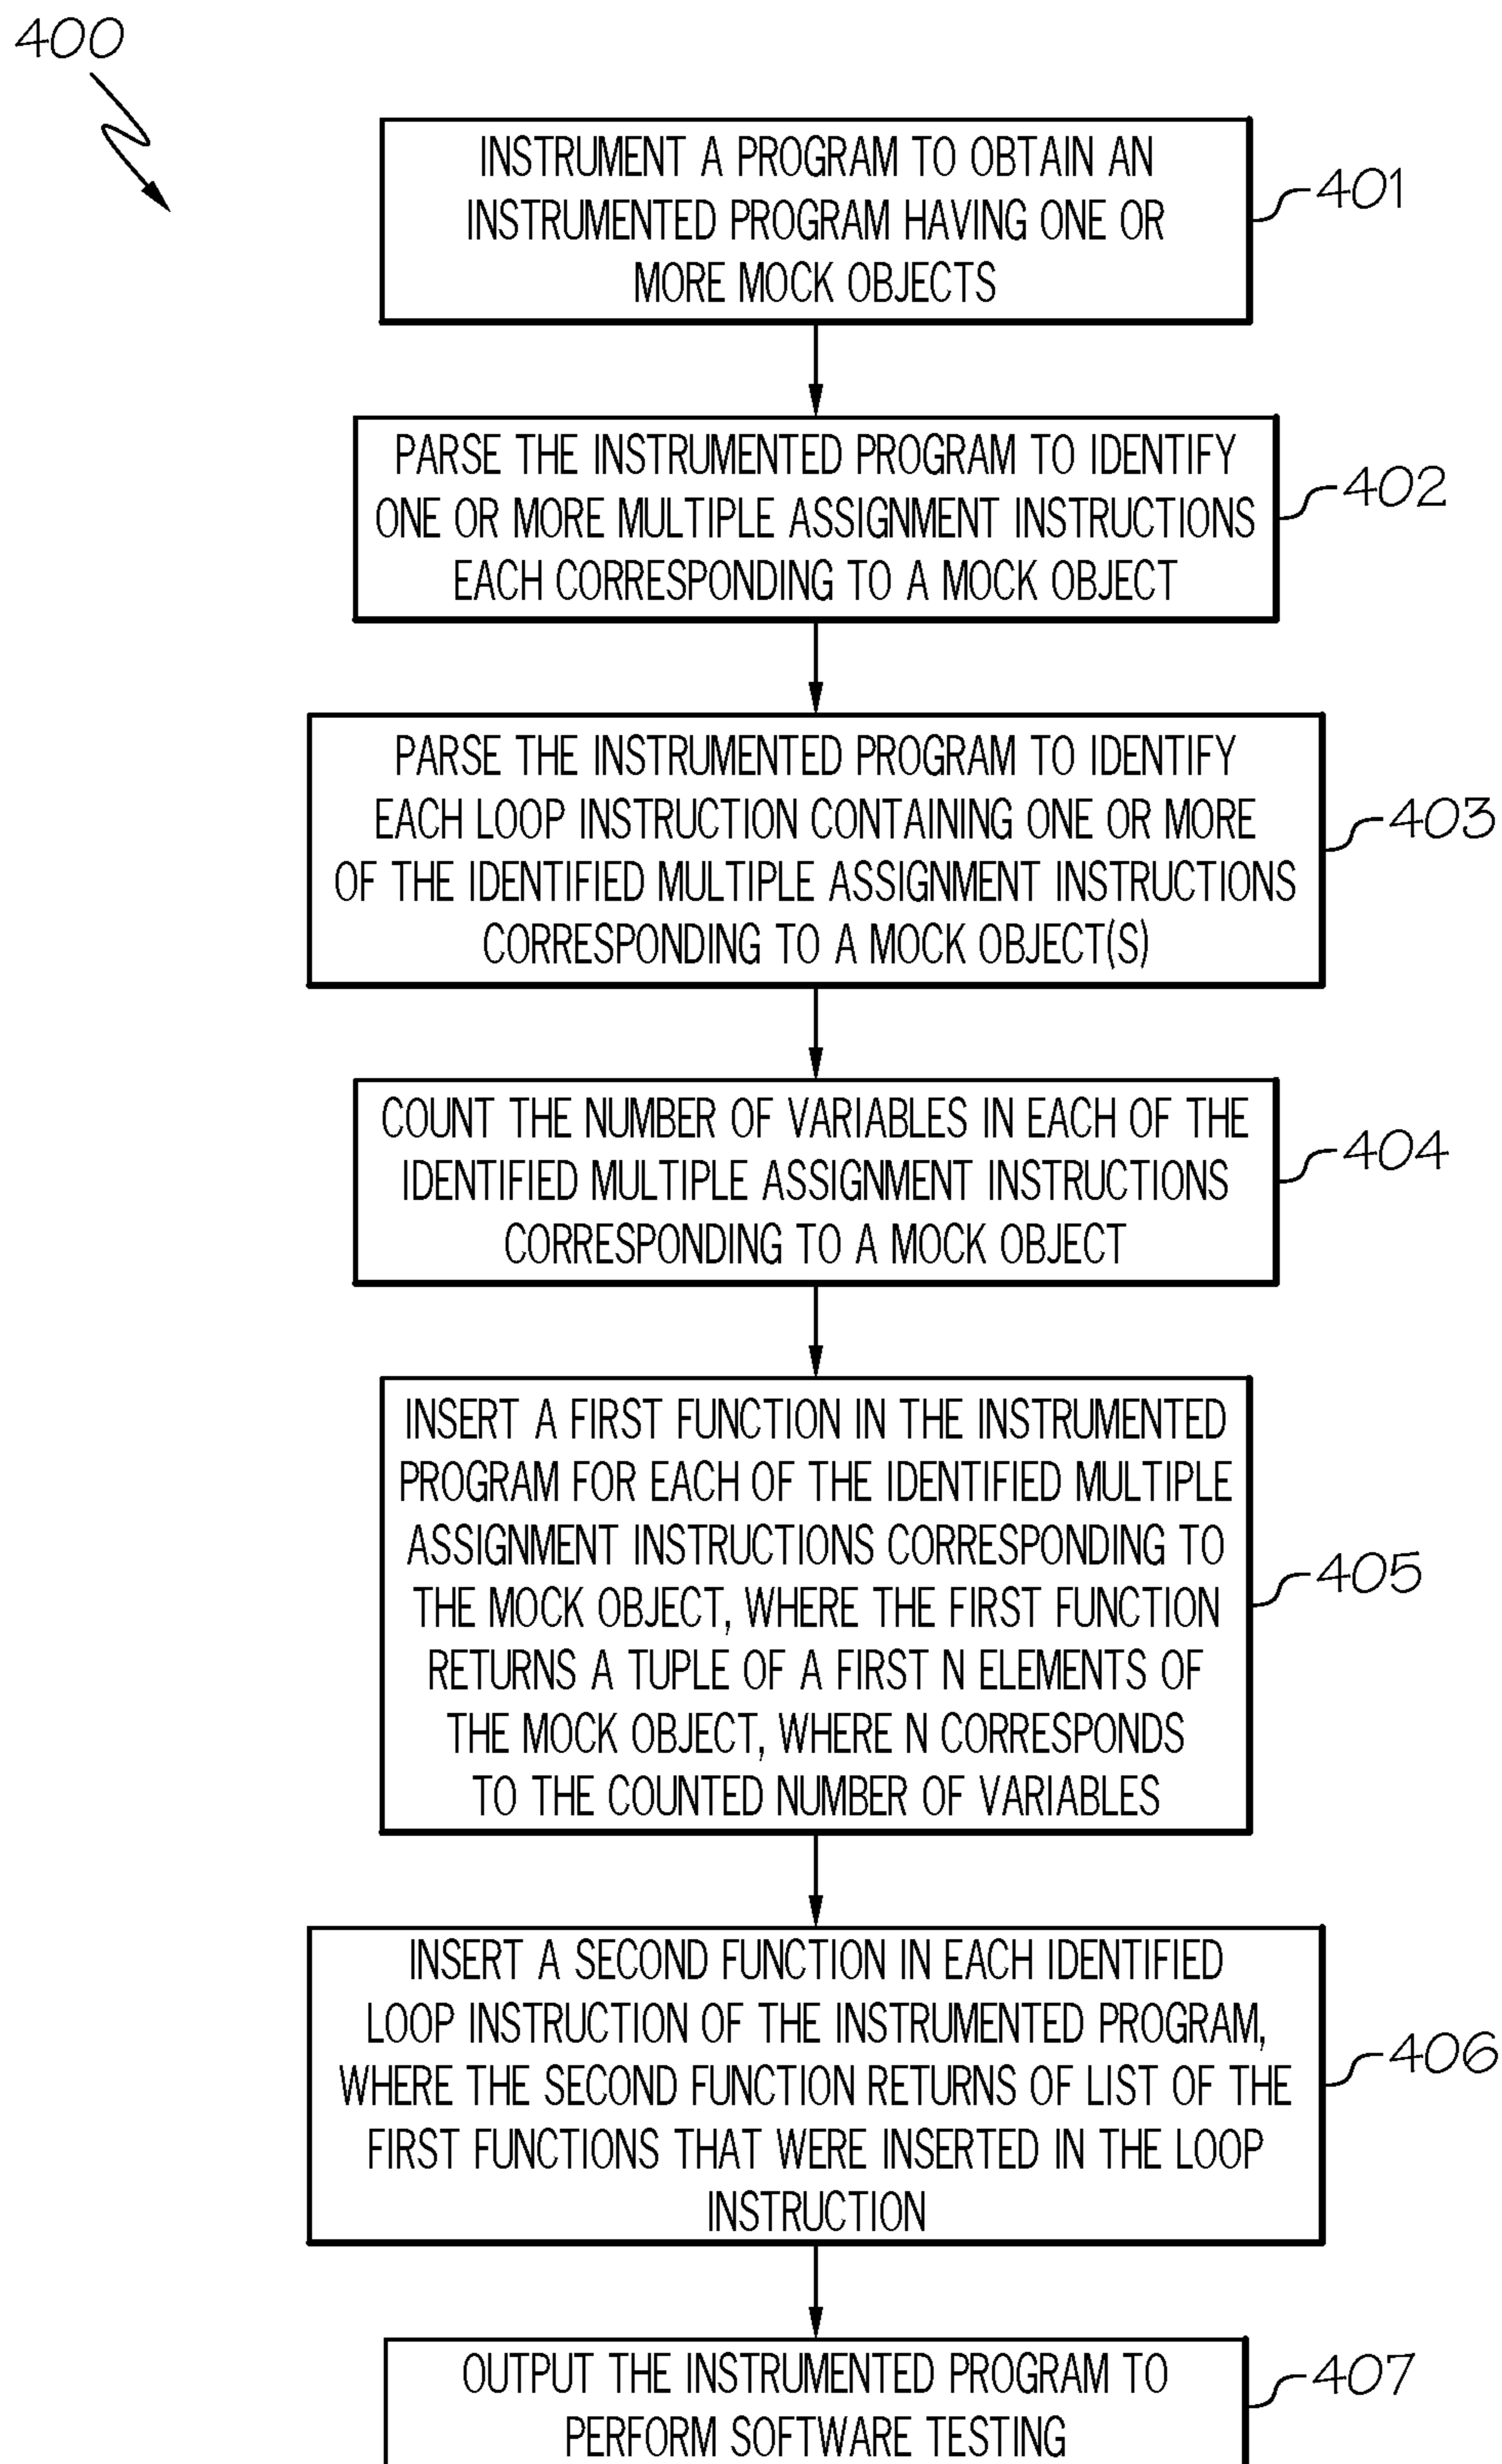 400
INSTRUMENT A PROGRAM TO OBTAIN AN
INSTRUMENTED PROGRAM HAVING ONE OR
MORE MOCK OBJECTS
401
PARSE THE INSTRUMENTED PROGRAM TO IDENTIFY
ONE OR MORE MULTIPLE ASSIGNMENT INSTRUCTIONS
EACH CORRESPONDING TO A MOCK OBJECT
402
PARSE THE INSTRUMENTED PROGRAM TO IDENTIFY
EACH LOOP INSTRUCTION CONTAINING ONE OR MORE
OF THE IDENTIFIED MULTIPLE ASSIGNMENT INSTRUCTIONS
CORRESPONDING TO A MOCK OBJECT(S)
403
COUNT THE NUMBER OF VARIABLES IN EACH OF THE
IDENTIFIED MULTIPLE ASSIGNMENT INSTRUCTIONS
CORRESPONDING TO A MOCK OBJECT
404
INSERT A FIRST FUNCTION IN THE INSTRUMENTED
PROGRAM FOR EACH OF THE IDENTIFIED MULTIPLE
ASSIGNMENT INSTRUCTIONS CORRESPONDING TO
THE MOCK OBJECT, WHERE THE FIRST FUNCTION
RETURNS A TUPLE OF A FIRST N ELEMENTS OF
THE MOCK OBJECT, WHERE N CORRESPONDS
TO THE COUNTED NUMBER OF VARIABLES
405
INSERT A SECOND FUNCTION IN EACH IDENTIFIED
LOOP INSTRUCTION OF THE INSTRUMENTED PROGRAM,
WHERE THE SECOND FUNCTION RETURNS OF LIST OF THE
FIRST FUNCTIONS THAT WERE INSERTED IN THE LOOP
INSTRUCTION
406
OUTPUT THE INSTRUMENTED PROGRAM TO
PERFORM SOFTWARE TESTING
407